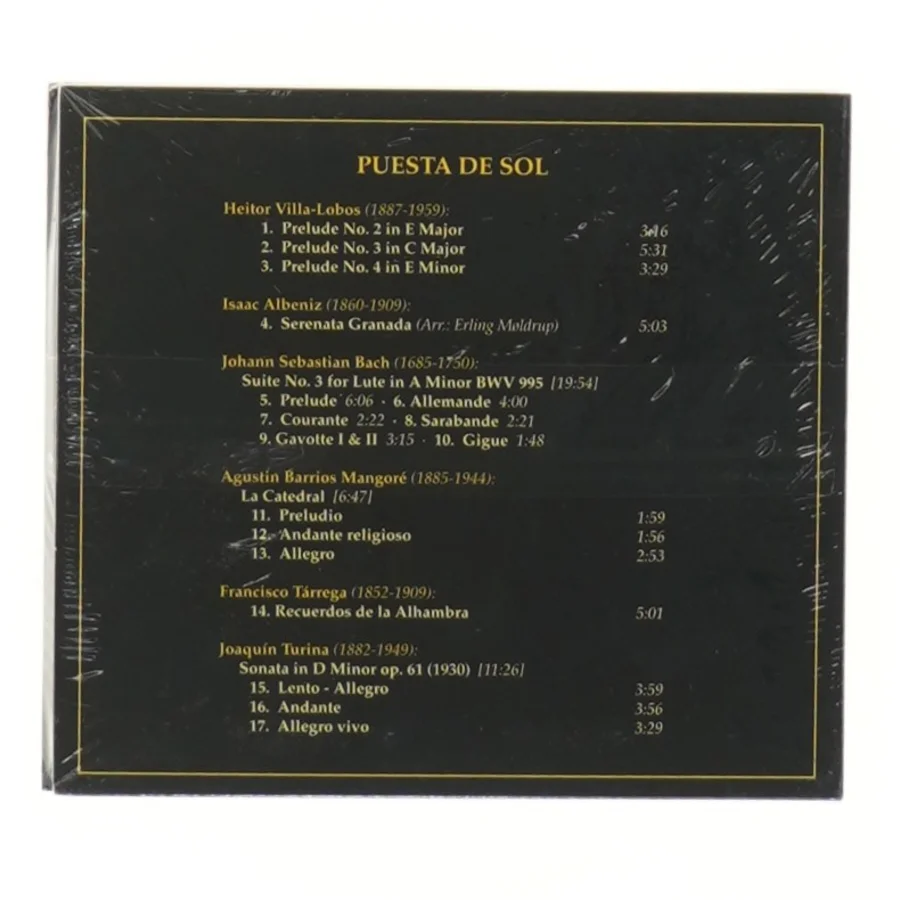 PUESTA DE SOL
Heitor Villa-Lobos (1887-1959):
1. Prelude No. 2 in E Major 3:16
2. Prelude No. 3 in C Major 5:31
3. Prelude No. 4 in E Minor 3:29
Isaac Albeniz (1860-1909):
4. Serenata Granada (Arr.: Erling Møldrup) 5:03
Johann Sebastian Bach (1685-1750):
Suite No. 3 for Lute in A Minor BWV 995 [19:54]
5. Prelude 6:06 · 6. Allemande 4:00
7. Courante 2:22 · 8. Sarabande 2:21
9. Gavotte I & II 3:15 · 10. Gigue 1:48
Agustín Barrios Mangoré (1885-1944):
La Catedral [6:47]
11. Preludio 1:59
12. Andante religioso 1:56
13. Allegro 2:53
Francisco Tárrega (1852-1909):
14. Recuerdos de la Alhambra 5:01
Joaquín Turina (1882-1949):
Sonata in D Minor op. 61 (1930) [11:26]
15. Lento - Allegro 3:59
16. Andante 3:56
17. Allegro vivo 3:29